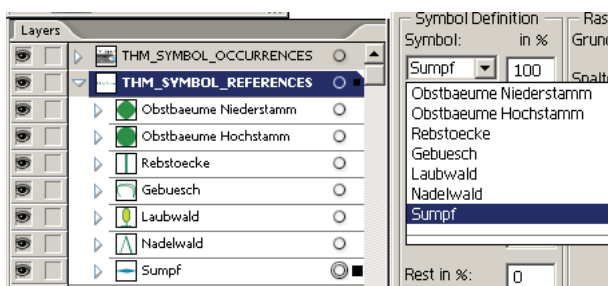 Layers
THM_SYMBOL_OCCURRENCES
THM_SYMBOL_REFERENCES
Obstbaeume Niederstamm
Obstbaeume Hochstamm
Rebstoecke
Gebuesch
Laubwald
Nadelwald
Sumpf
Symbol Definition
Symbol: in %
Sumpf 100
Obstbaeume Niederstamm
Obstbaeume Hochstamm
Rebstoecke
Gebuesch
Laubwald
Nadelwald
Sumpf
Rest in %: 0